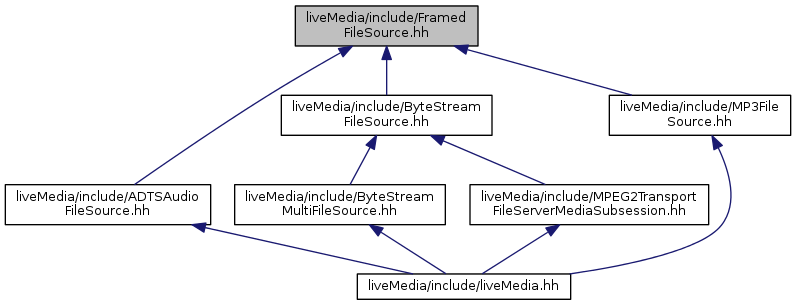 liveMedia/include/Framed
FileSource.hh
liveMedia/include/ByteStream
FileSource.hh
liveMedia/include/MP3File
Source.hh
liveMedia/include/ADTSAudio
FileSource.hh
liveMedia/include/ByteStream
MultiFileSource.hh
liveMedia/include/MPEG2Transport
FileServerMediaSubsession.hh
liveMedia/include/liveMedia.hh